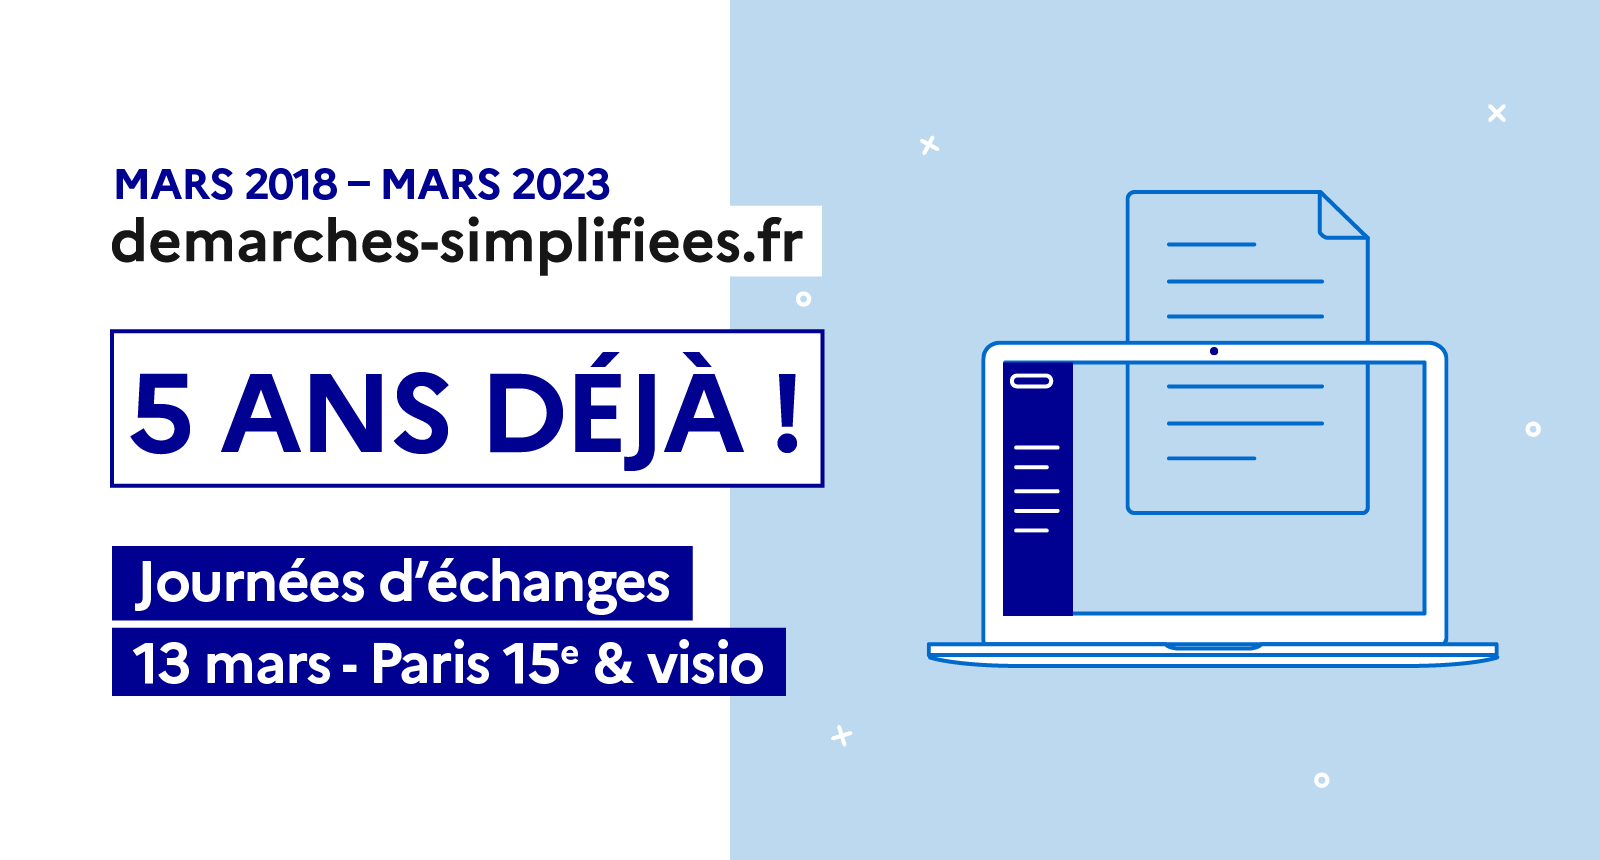 MARS 2018 – MARS 2023
demarches-simplifiees.fr
5 ANS DÉJÀ !
Journées d’échanges
13 mars - Paris 15e & visio